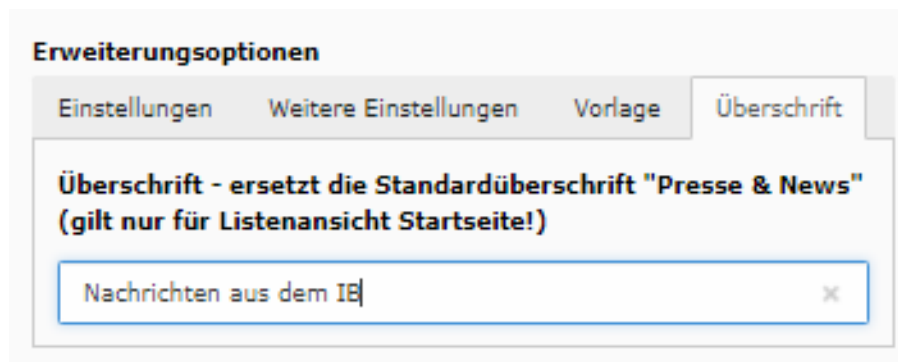 Erweiterungsoptionen
Einstellungen Weitere Einstellungen Vorlage Überschrift
Überschrift - ersetzt die Standardüberschrift "Presse & News"
(gilt nur für Listenansicht Startseite!)
Nachrichten aus dem IB